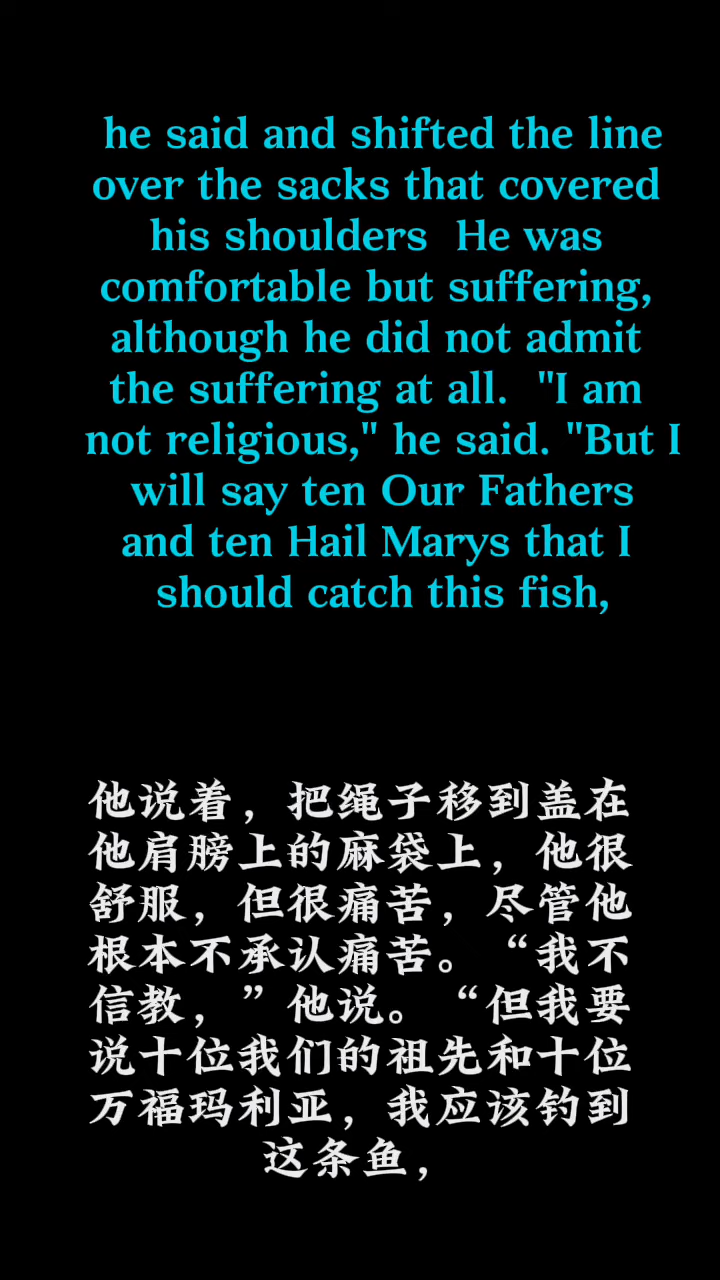 he said and shifted the line
over the sacks that covered
his shoulders  He was
comfortable but suffering,
although he did not admit
the suffering at all.  "I am
not religious," he said. "But I
will say ten Our Fathers
and ten Hail Marys that I
should catch this fish,
他说着，把绳子移到盖在
他肩膀上的麻袋上，他很
舒服，但很痛苦，尽管他
根本不承认痛苦。“我不
信教，”他说。“但我要
说十位我们的祖先和十位
万福玛利亚，我应该钓到
这条鱼，